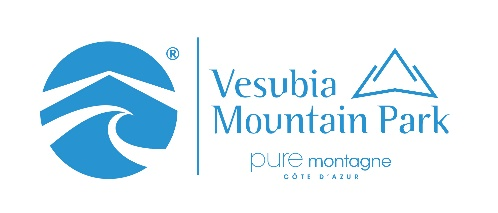 ®
Vesubia
Mountain Park
pure montagne
CÔTE D'AZUR